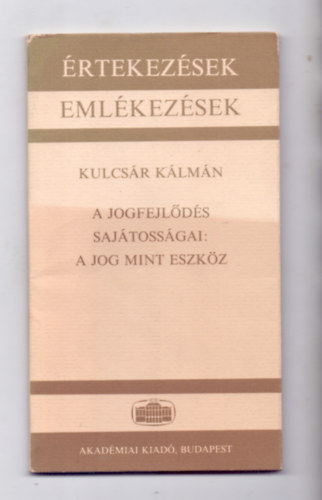 ÉRTEKEZÉSEK
EMLÉKEZÉSEK
KULCSÁR KÁLMÁN
A JOGFEJLŐDÉS
SAJÁTOSSÁGAI:
A JOG MINT ESZKÖZ
AKADÉMIAI KIADÓ, BUDAPEST